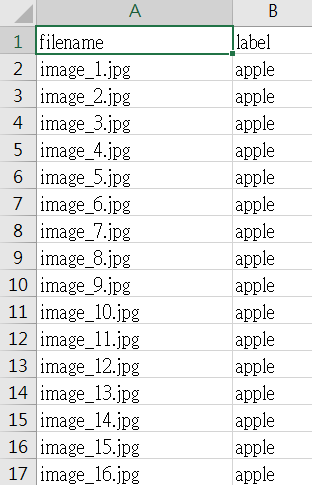 A B
1 filename label
2 image_1.jpg apple
3 image_2.jpg apple
4 image_3.jpg apple
5 image_4.jpg apple
6 image_5.jpg apple
7 image_6.jpg apple
8 image_7.jpg apple
9 image_8.jpg apple
10 image_9.jpg apple
11 image_10.jpg apple
12 image_11.jpg apple
13 image_12.jpg apple
14 image_13.jpg apple
15 image_14.jpg apple
16 image_15.jpg apple
17 image_16.jpg apple